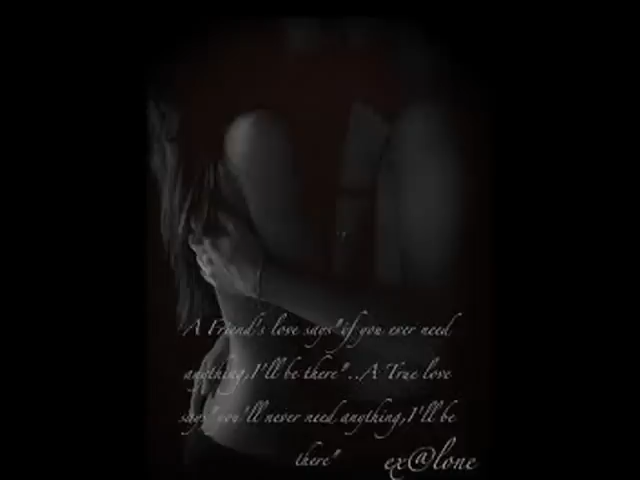 A Friend's love says"if you ever need
anything,I'll be there"..A True love
says"you'll never need anything,I'll be
there"
ex@lone